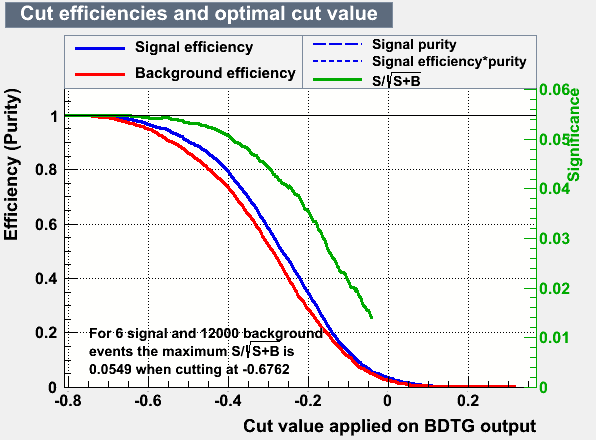 Cut efficiencies and optimal cut value
Signal efficiency
Background efficiency
Signal purity
Signal efficiency*purity
S/√S+B
Efficiency (Purity)
1
0.8
0.6
0.4
0.2
0
0.06
0.05
0.04
0.03
0.02
0.01
0
Significance
For 6 signal and 12000 background
events the maximum S/√S+B is
0.0549 when cutting at -0.6762
-0.8 -0.6 -0.4 -0.2 0 0.2
Cut value applied on BDTG output